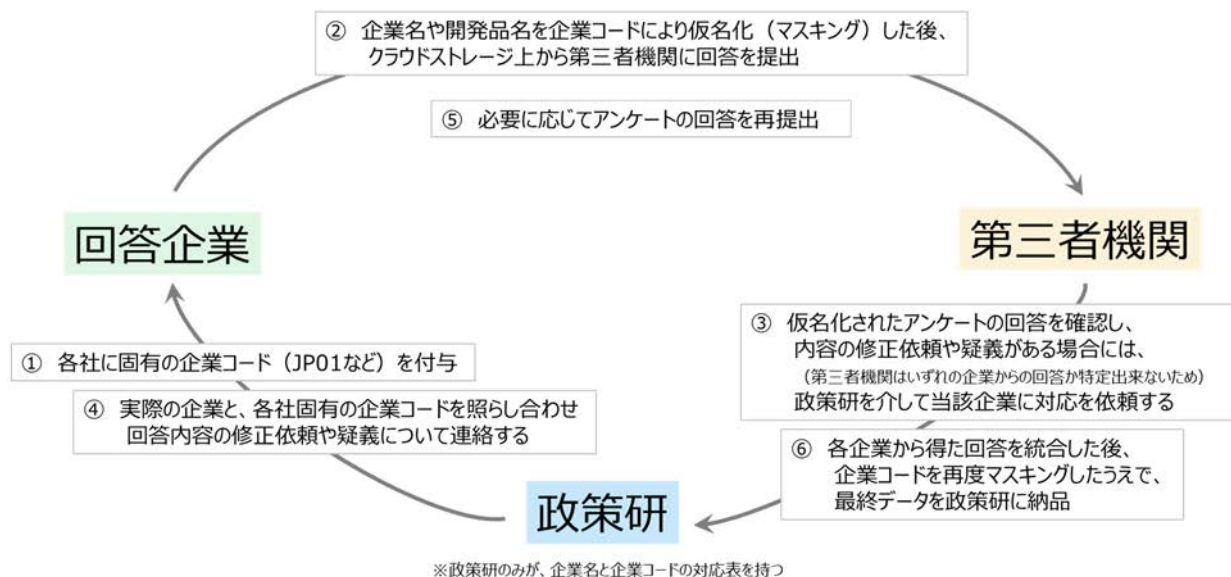 ② 企業名や開発品名を企業コードにより仮名化（マスキング）した後、
クラウドストレージ上から第三者機関に回答を提出
⑤ 必要に応じてアンケートの回答を再提出
回答企業
第三者機関
① 各社に固有の企業コード（JP01など）を付与
④ 実際の企業と、各社固有の企業コードを照らし合わせ
回答内容の修正依頼や疑義について連絡する
③ 仮名化されたアンケートの回答を確認し、
内容の修正依頼や疑義がある場合には、
（第三者機関はいずれの企業からの回答か特定出来ないため）
政策研を介して当該企業に対応を依頼する
⑥ 各企業から得た回答を統合した後、
企業コードを再度マスキングしたうえで、
最終データを政策研に納品
政策研
※政策研のみが、企業名と企業コードの対応表を持つ